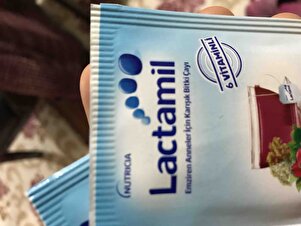 NUTRICIA
Lactamil
Emziren Anneler İçin Karışık Bitki Çayı
6 VİTAMİNLİ